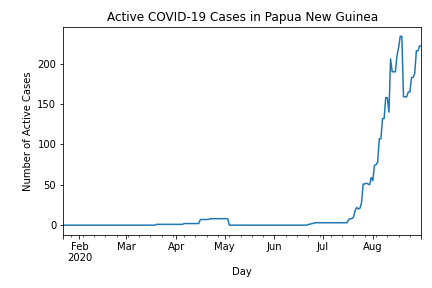 Active COVID-19 Cases in Papua New Guinea
Number of Active Cases
200
150
100
50
0
Feb Mar Apr May Jun Jul Aug
2020
Day